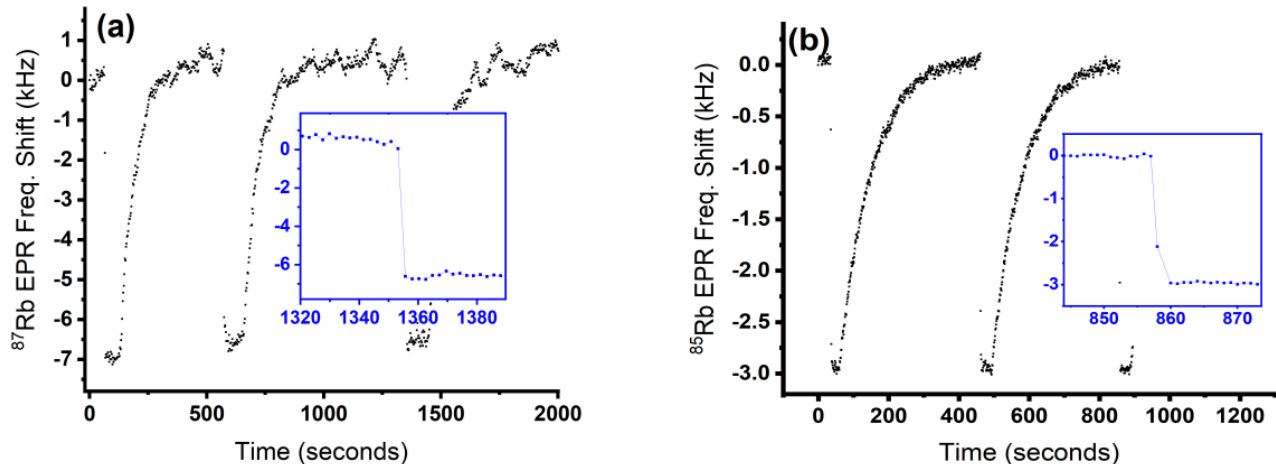 (a)
⁸⁷Rb EPR Freq. Shift (kHz)
1
0
-1
-2
-3
-4
-5
-6
-7
0
-2
-4
-6
1320 1340 1360 1380
0 500 1000 1500 2000
Time (seconds)
(b)
⁸⁵Rb EPR Freq. Shift (kHz)
0.0
-0.5
-1.0
-1.5
-2.0
-2.5
-3.0
0
-1
-2
-3
850 860 870
0 200 400 600 800 1000 1200
Time (seconds)